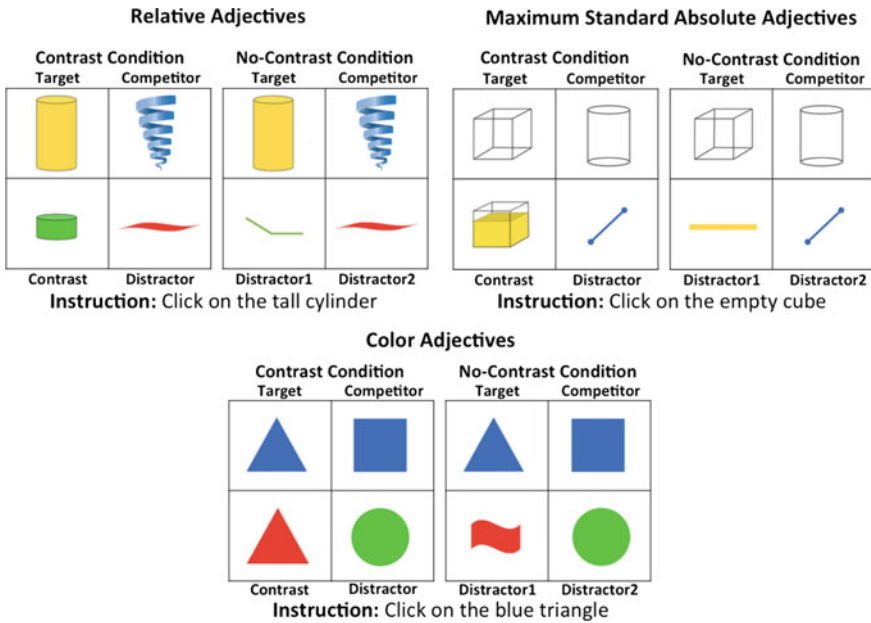 Relative Adjectives
Contrast Condition No-Contrast Condition
Target Competitor Target Competitor
Contrast Distractor Distractor1 Distractor2
Instruction: Click on the tall cylinder
Maximum Standard Absolute Adjectives
Contrast Condition No-Contrast Condition
Target Competitor Target Competitor
Contrast Distractor Distractor1 Distractor2
Instruction: Click on the empty cube
Color Adjectives
Contrast Condition No-Contrast Condition
Target Competitor Target Competitor
Contrast Distractor Distractor1 Distractor2
Instruction: Click on the blue triangle